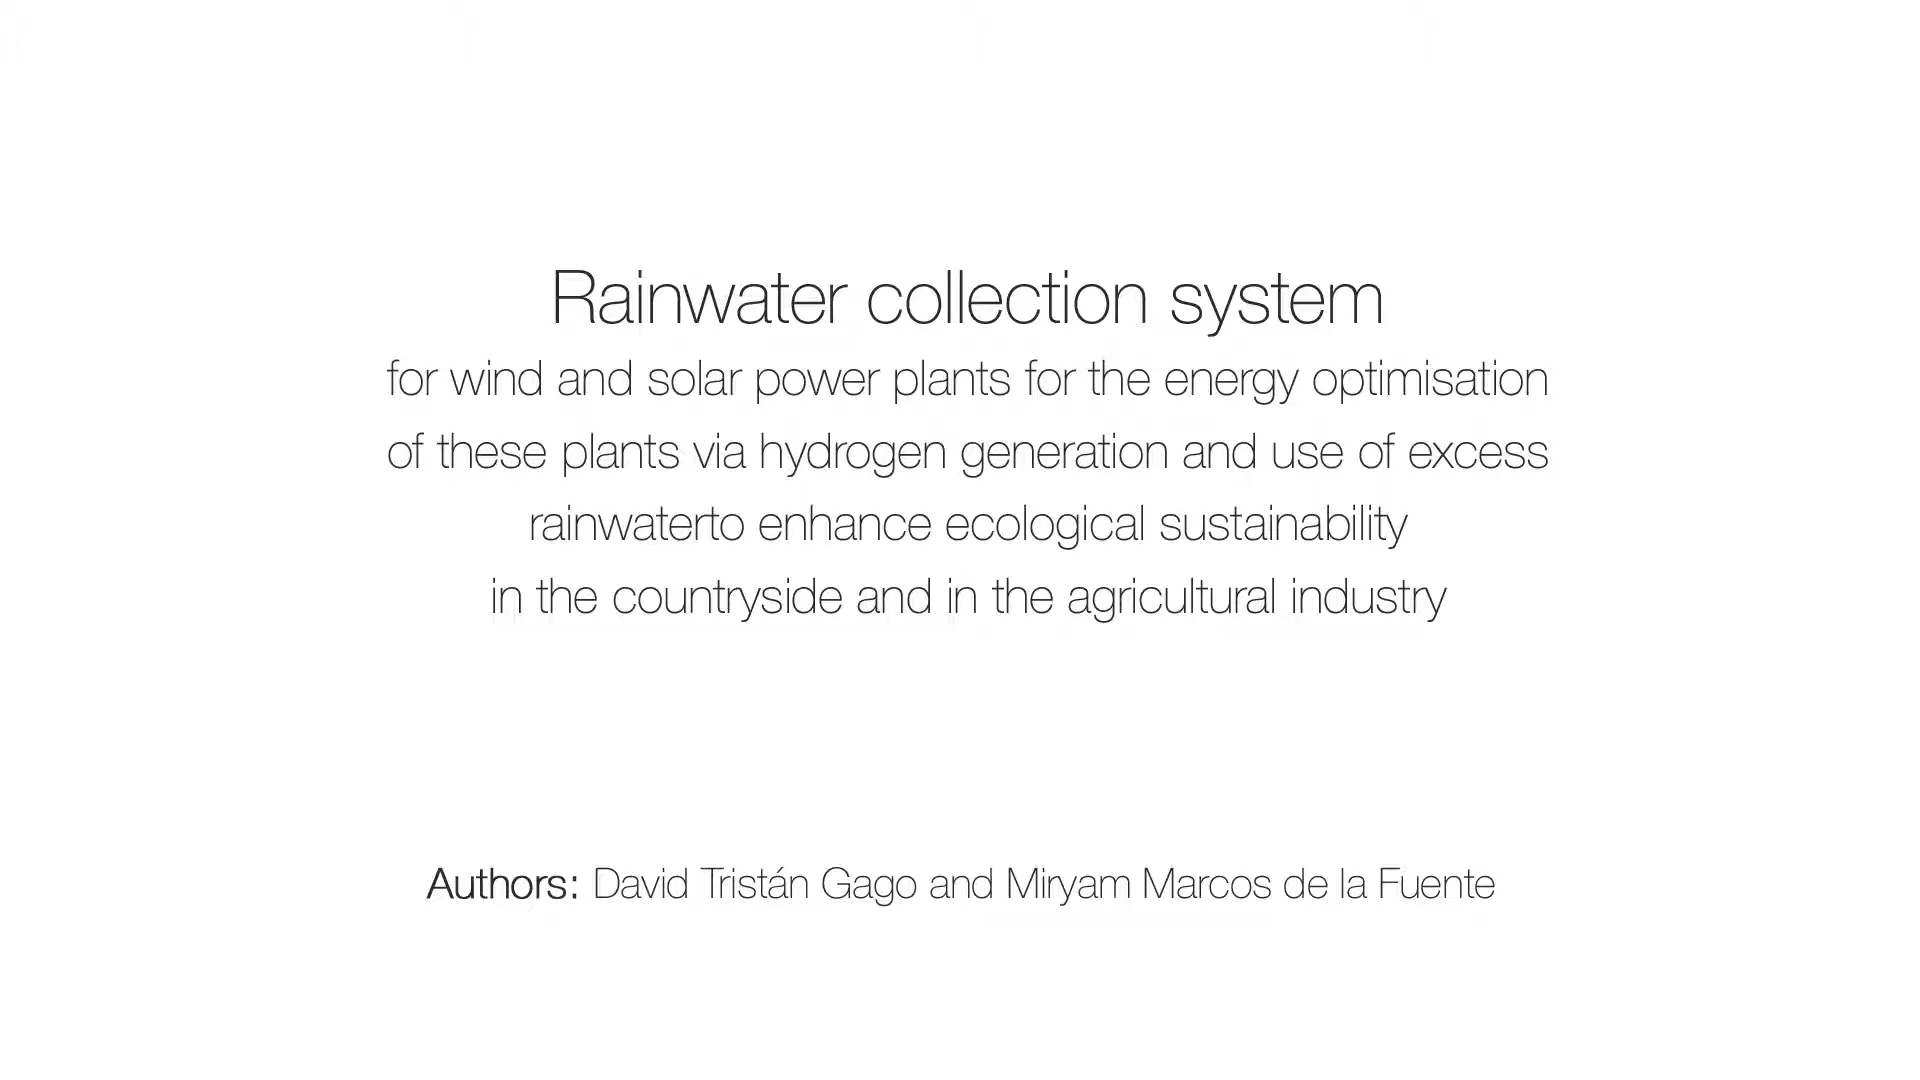 Rainwater collection system
for wind and solar power plants for the energy optimisation
of these plants via hydrogen generation and use of excess
rainwaterto enhance ecological sustainability
in the countryside and in the agricultural industry
Authors: David Tristán Gago and Miryam Marcos de la Fuente